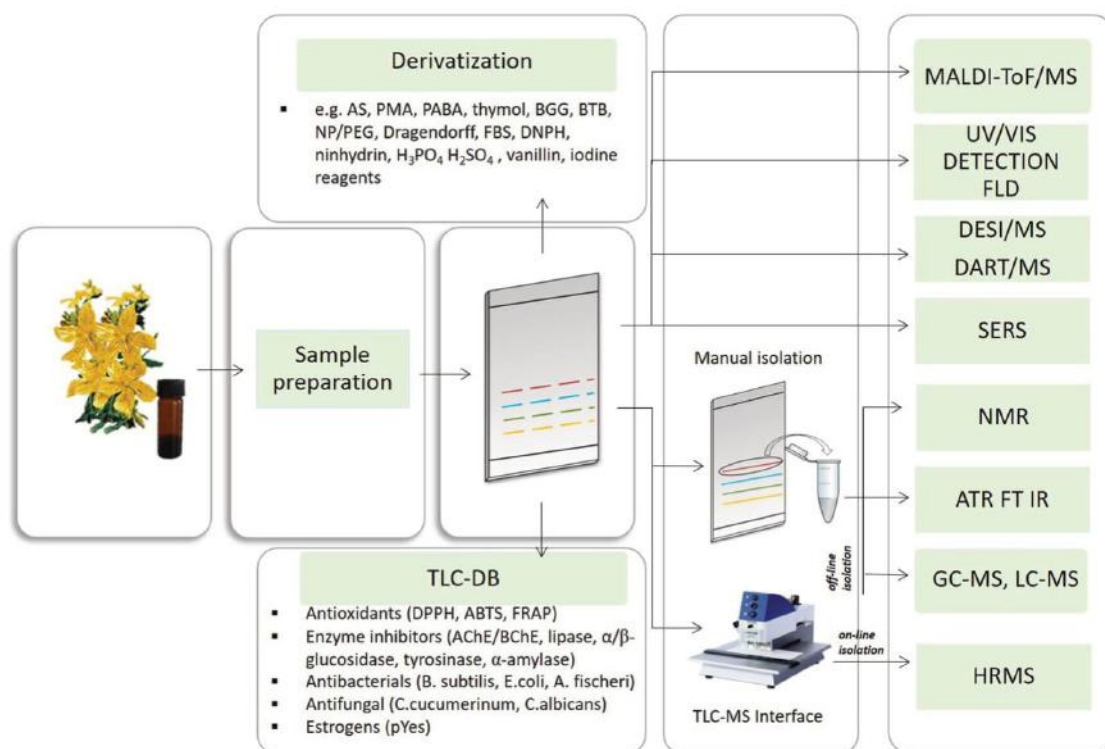 Derivatization
▪ e.g. AS, PMA, PABA, thymol, BGG, BTB,
NP/PEG, Dragendorff, FBS, DNPH,
ninhydrin, H₃PO₄ H₂SO₄ , vanillin, iodine
reagents
Sample
preparation
TLC-DB
▪ Antioxidants (DPPH, ABTS, FRAP)
▪ Enzyme inhibitors (AChE/BChE, lipase, α/β-
glucosidase, tyrosinase, α-amylase)
▪ Antibacterials (B. subtilis, E.coli, A. fischeri)
▪ Antifungal (C.cucumerinum, C.albicans)
▪ Estrogens (pYes)
Manual isolation
off-line
isolation
on-line
isolation
TLC-MS Interface
MALDI-ToF/MS
UV/VIS
DETECTION
FLD
DESI/MS
DART/MS
SERS
NMR
ATR FT IR
GC-MS, LC-MS
HRMS